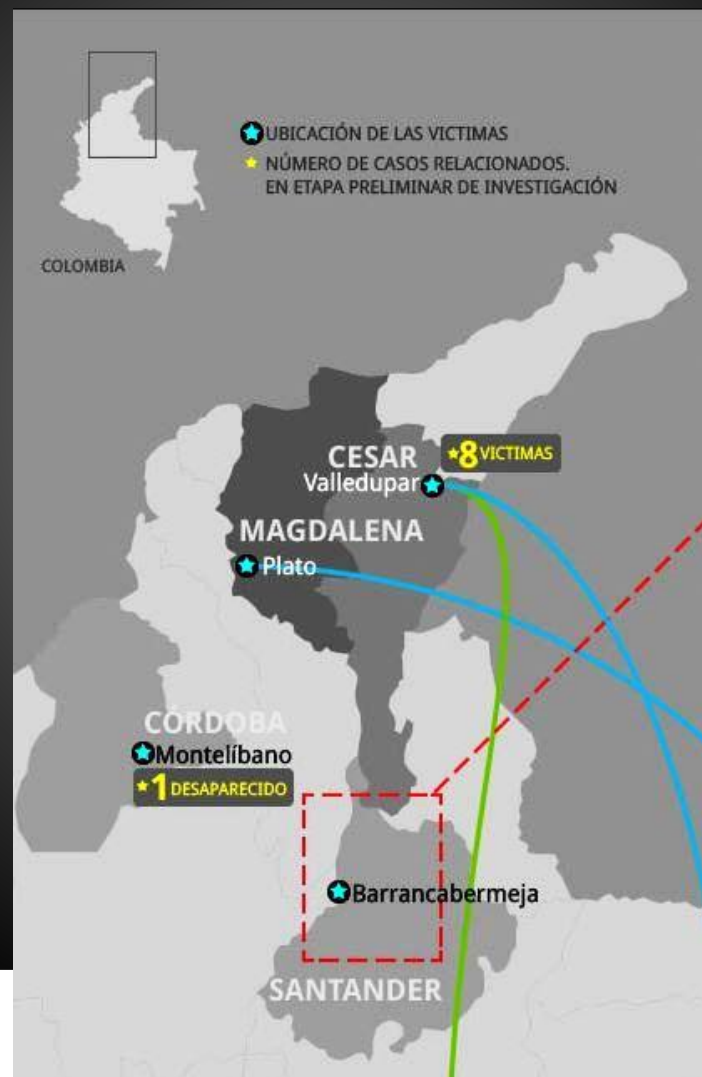 UBICACIÓN DE LAS VICTIMAS
NÚMERO DE CASOS RELACIONADOS.
EN ETAPA PRELIMINAR DE INVESTIGACIÓN
COLOMBIA
CESAR
8 VICTIMAS
Valledupar
MAGDALENA
Plato
CÓRDOBA
Montelíbano
1 DESAPARECIDO
Barrancabermeja
SANTANDER